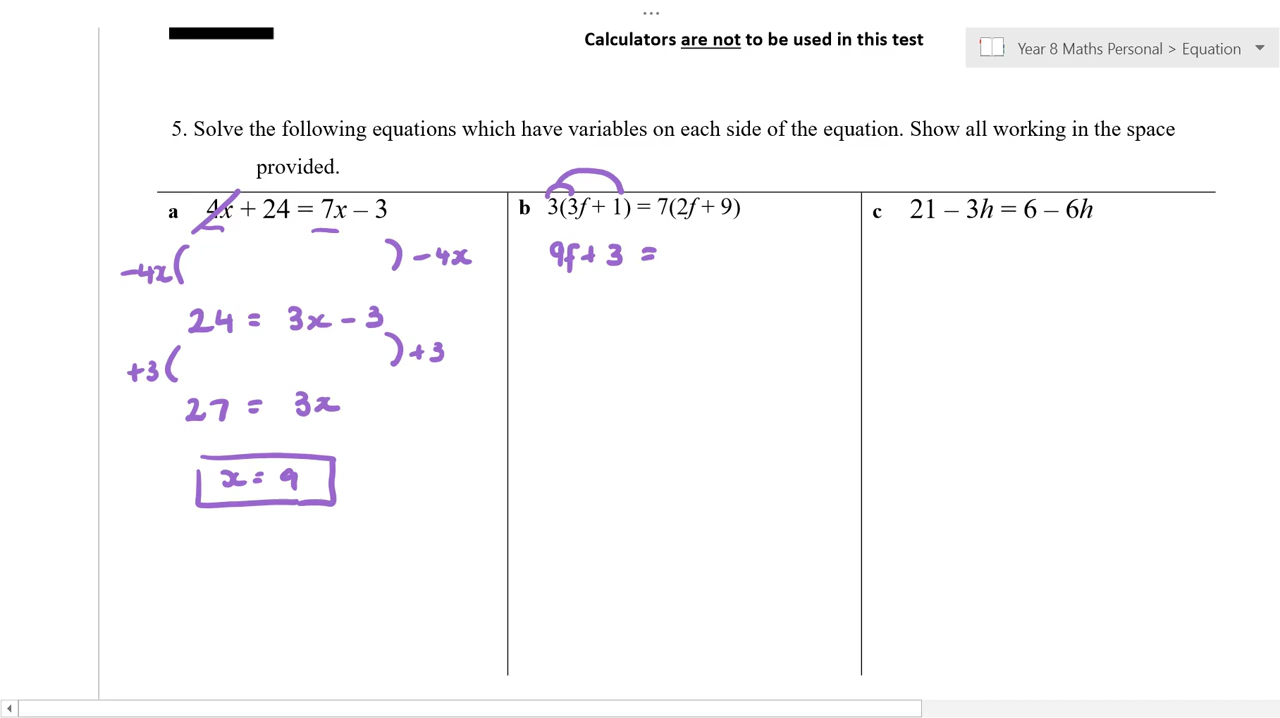 Calculators are not to be used in this test
Year 8 Maths Personal > Equation
5. Solve the following equations which have variables on each side of the equation. Show all working in the space
provided.
a 4x + 24 = 7x – 3
-4x( ) -4x
24 = 3x - 3
+3( ) +3
27 = 3x
x = 9
b 3(3f + 1) = 7(2f + 9)
9f + 3 =
c 21 – 3h = 6 – 6h